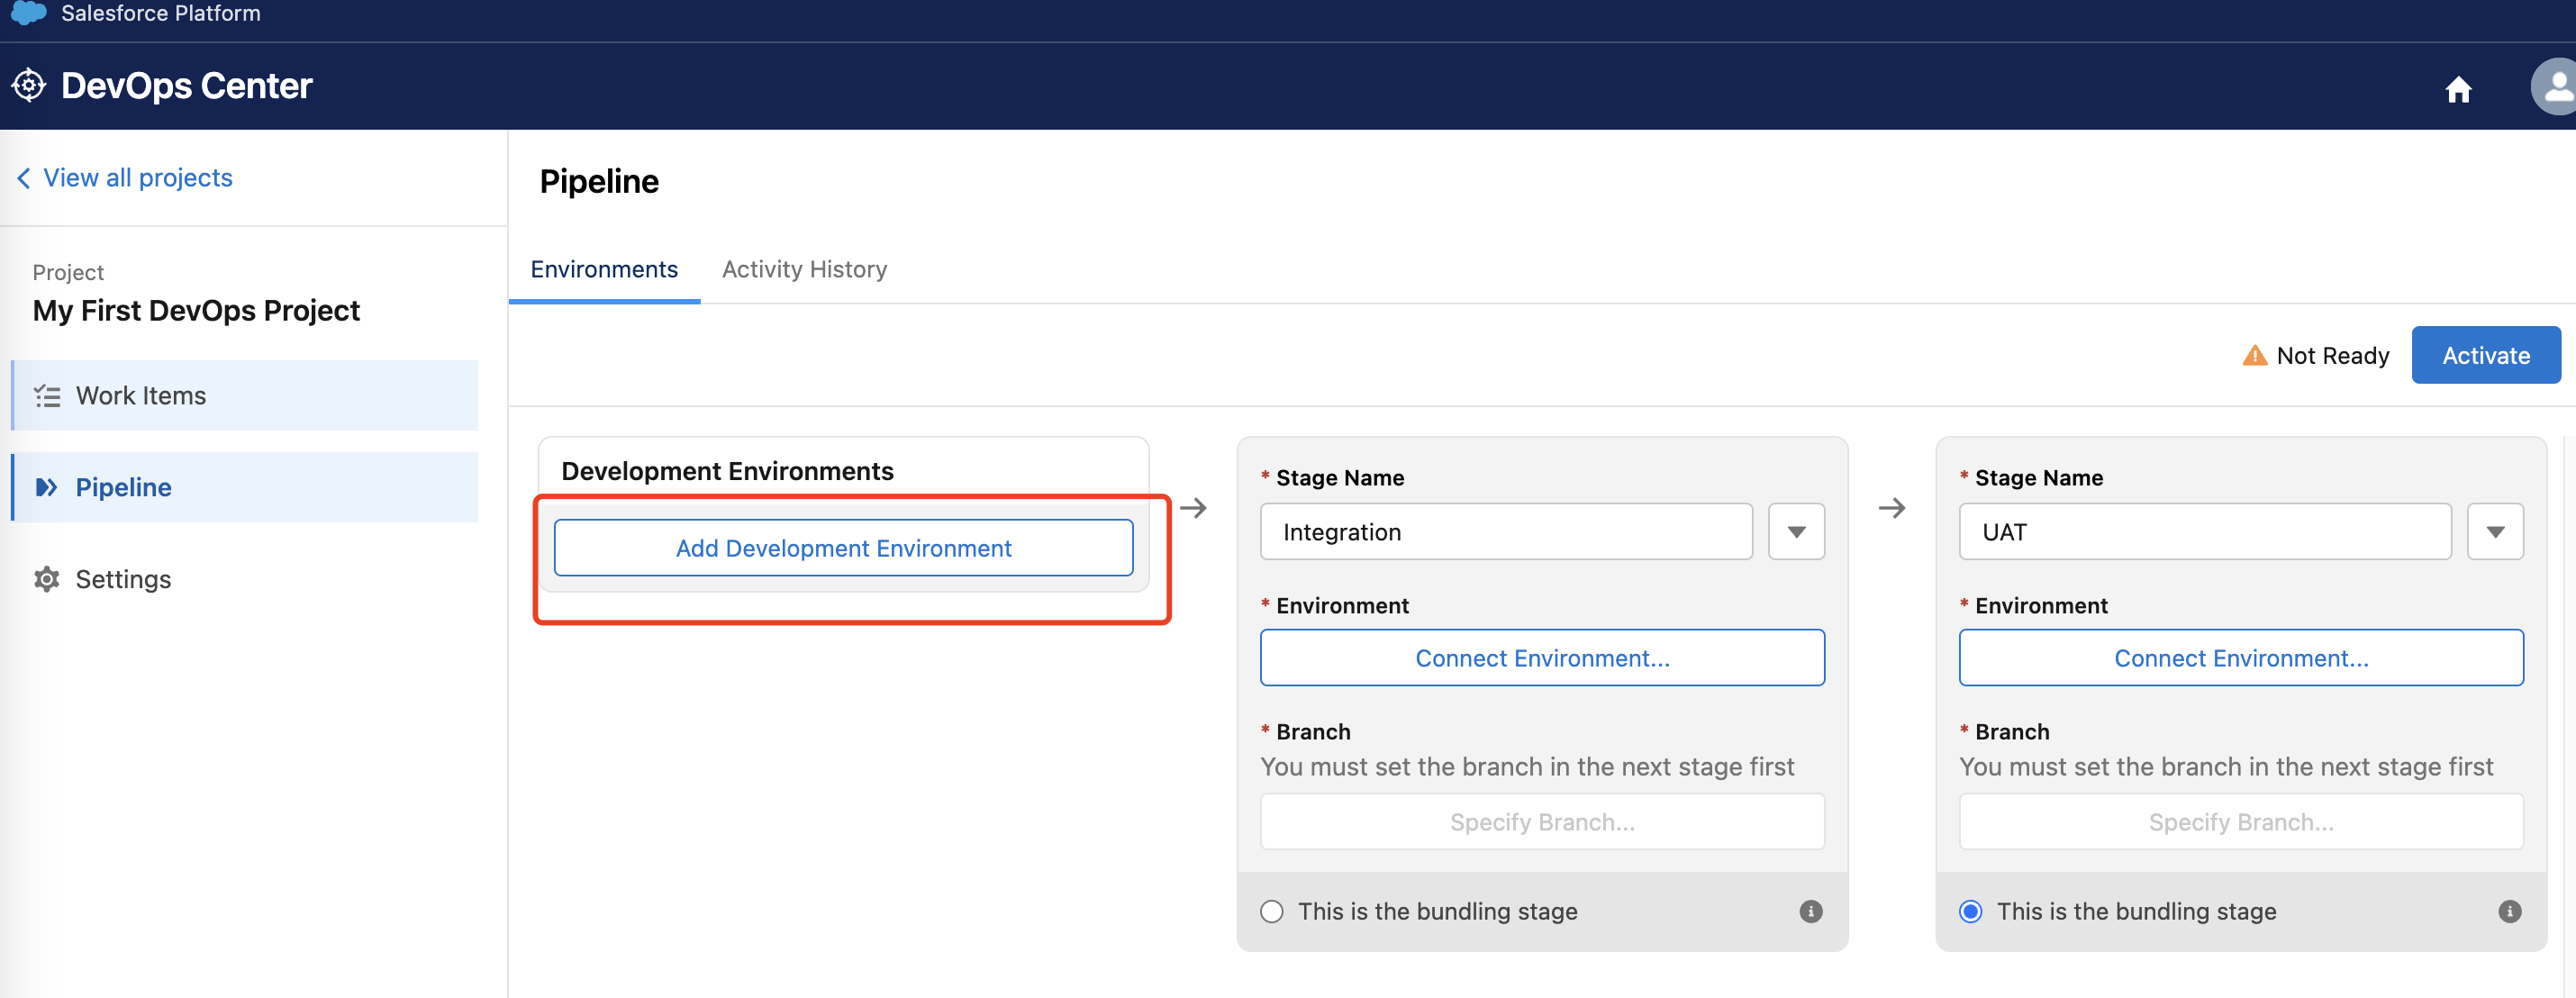 Salesforce Platform
DevOps Center
View all projects
Project
My First DevOps Project
Work Items
Pipeline
Settings
Pipeline
Environments
Activity History
Not Ready
Activate
Development Environments
Add Development Environment
* Stage Name
Integration
* Environment
Connect Environment...
* Branch
You must set the branch in the next stage first
Specify Branch...
This is the bundling stage
* Stage Name
UAT
* Environment
Connect Environment...
* Branch
You must set the branch in the next stage first
Specify Branch...
This is the bundling stage